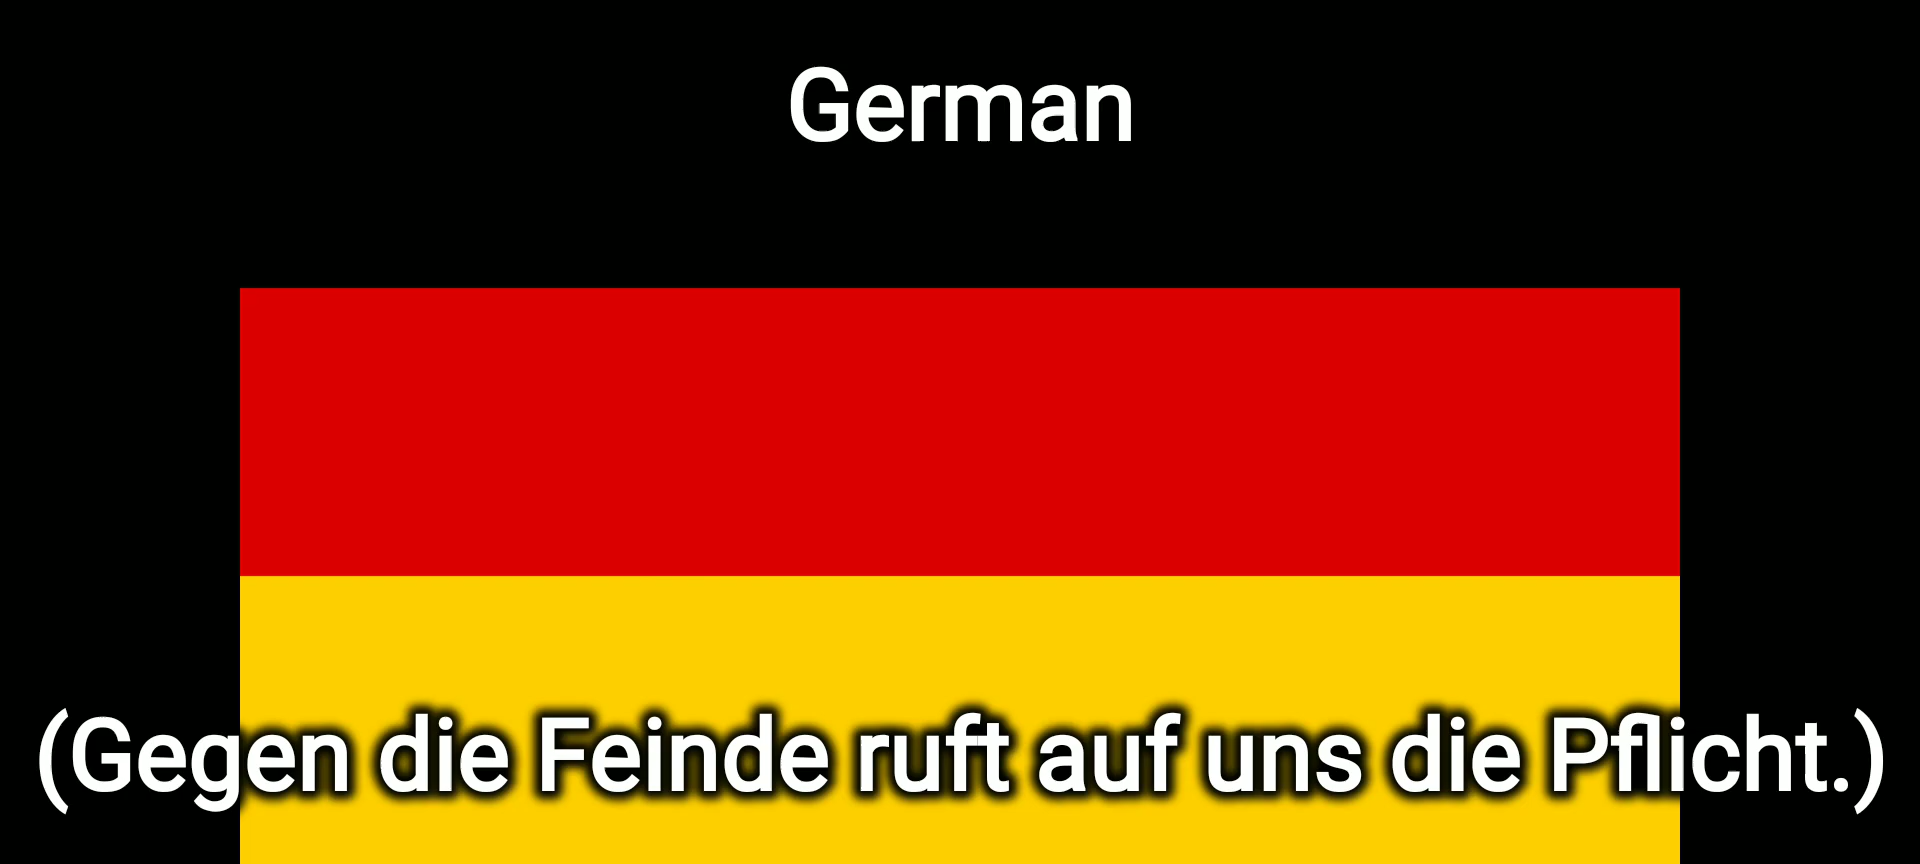 German
(Gegen die Feinde ruft auf uns die Pflicht.)